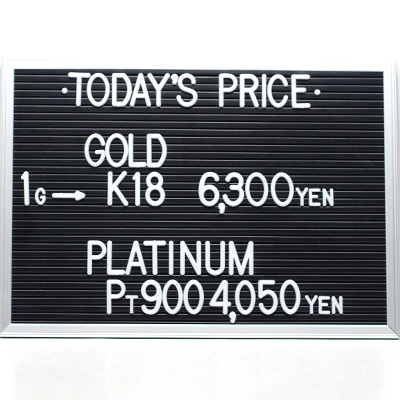 ·TODAY'S PRICE·
GOLD
1G→ K18 6,300YEN
PLATINUM
PT900 4,050YEN